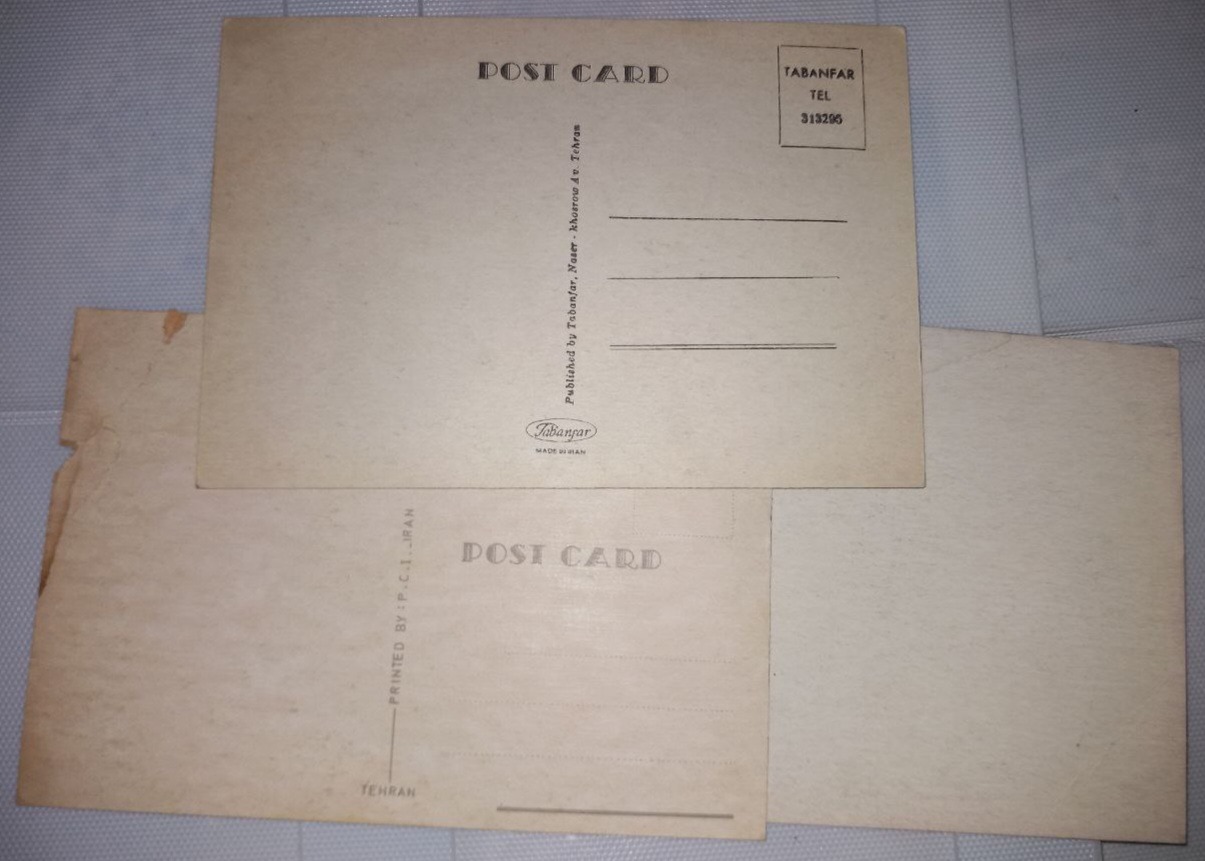 POST CARD
TABANFAR
TEL
313295
Published by Tabanfar, Naser - khosrow Av. Tehran
Tabanfar
MADE IN IRAN
POST CARD
PRINTED BY : P.C.I. IRAN
TEHRAN